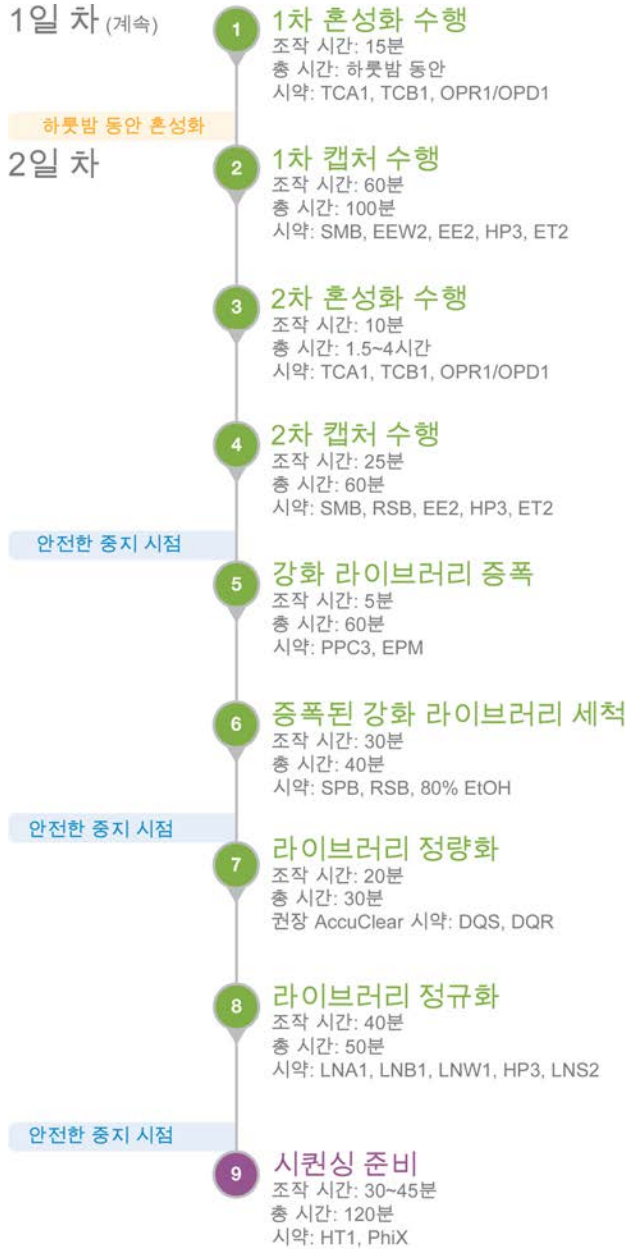 1일 차 (계속)
1
1차 혼성화 수행
조작 시간: 15분
총 시간: 하룻밤 동안
시약: TCA1, TCB1, OPR1/OPD1
하룻밤 동안 혼성화
2일 차
2
1차 캡처 수행
조작 시간: 60분
총 시간: 100분
시약: SMB, EEW2, EE2, HP3, ET2
3
2차 혼성화 수행
조작 시간: 10분
총 시간: 1.5~4시간
시약: TCA1, TCB1, OPR1/OPD1
4
2차 캡처 수행
조작 시간: 25분
총 시간: 60분
시약: SMB, RSB, EE2, HP3, ET2
안전한 중지 시점
5
강화 라이브러리 증폭
조작 시간: 5분
총 시간: 60분
시약: PPC3, EPM
6
증폭된 강화 라이브러리 세척
조작 시간: 30분
총 시간: 40분
시약: SPB, RSB, 80% EtOH
안전한 중지 시점
7
라이브러리 정량화
조작 시간: 20분
총 시간: 30분
권장 AccuClear 시약: DQS, DQR
8
라이브러리 정규화
조작 시간: 40분
총 시간: 50분
시약: LNA1, LNB1, LNW1, HP3, LNS2
안전한 중지 시점
9
시퀀싱 준비
조작 시간: 30~45분
총 시간: 120분
시약: HT1, PhiX